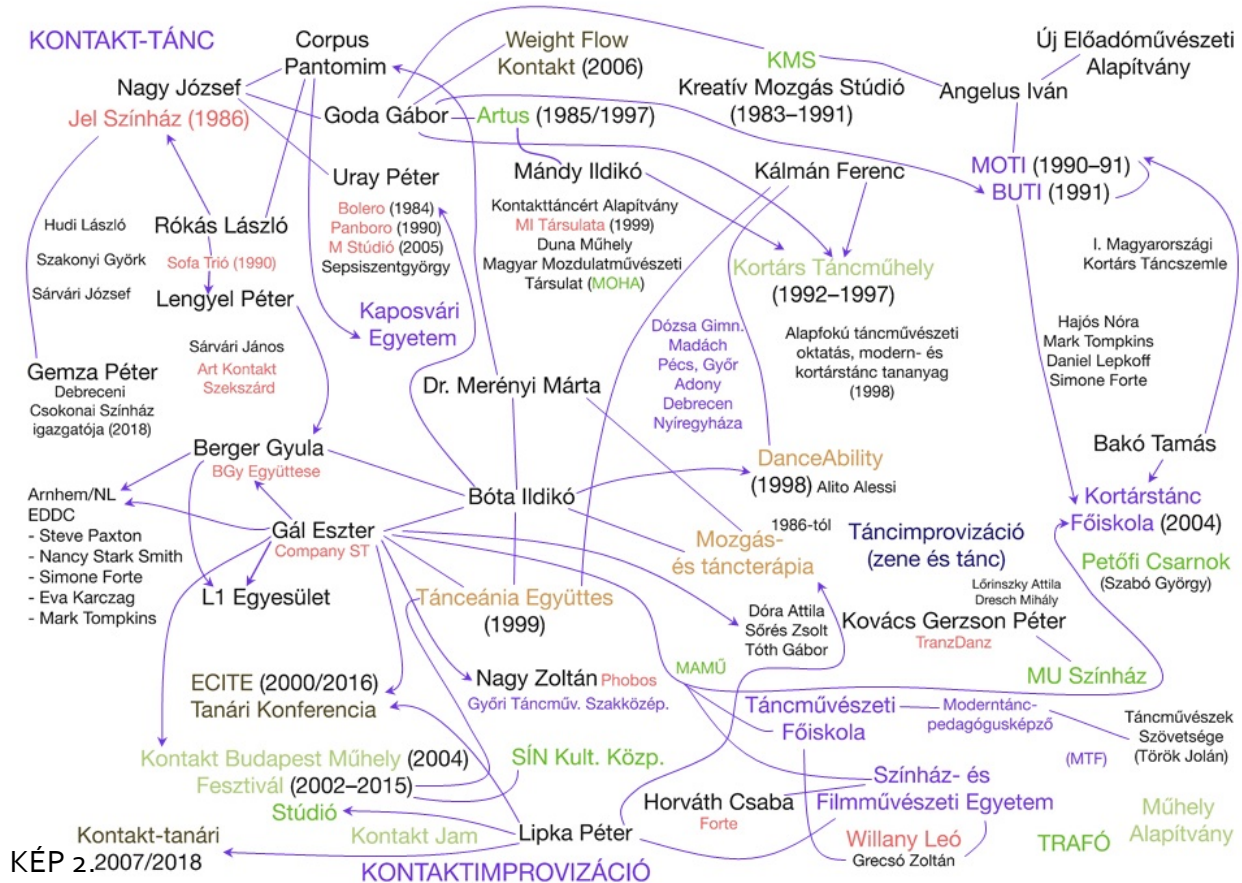 KONTAKT-TÁNC
Corpus
Pantomim
Weight Flow
Kontakt (2006)
KMS
Kreatív Mozgás Stúdió
(1983–1991)
Új Előadóművészeti
Alapítvány
Angelus Iván
Nagy József
Jel Színház (1986)
Goda Gábor
Artus (1985/1997)
Uray Péter
Bolero (1984)
Panboro (1990)
M Stúdió (2005)
Sepsiszentgyörgy
Mándy Ildikó
Kontakttáncért Alapítvány
MI Társulata (1999)
Duna Műhely
Magyar Mozdulatművészeti
Társulat (MOHA)
Kálmán Ferenc
MOTI (1990–91)
BUTI (1991)
Hudi László
Szakonyi Györk
Sárvári József
Rókás László
Sofa Trió (1990)
Lengyel Péter
Kaposvári
Egyetem
Kortárs Táncműhely
(1992–1997)
I. Magyarországi
Kortárs Táncszemle
Sárvári János
Art Kontakt
Szekszárd
Gemza Péter
Debreceni
Csokonai Színház
igazgatója (2018)
Dr. Merényi Márta
Dózsa Gimn.
Madách
Pécs, Győr
Adony
Debrecen
Nyíregyháza
Alapfokú táncművészeti
oktatás, modern- és
kortárstánc tananyag
(1998)
Hajós Nóra
Mark Tompkins
Daniel Lepkoff
Simone Forte
Berger Gyula
BGy Együttese
Bóta Ildikó
DanceAbility
(1998) Alito Alessi
Bakó Tamás
Kortárstánc
Főiskola (2004)
Arnhem/NL
EDDC
- Steve Paxton
- Nancy Stark Smith
- Simone Forte
- Eva Karczag
- Mark Tompkins
Gál Eszter
Company ST
L1 Egyesület
Tánceánia Együttes
(1999)
1986-tól
Mozgás-
és táncterápia
Táncimprovizáció
(zene és tánc)
Petőfi Csarnok
(Szabó György)
Dóra Attila
Sőrés Zsolt
Tóth Gábor
Lőrinszky Attila
Dresch Mihály
Kovács Gerzson Péter
TranzDanz
MU Színház
ECITE (2000/2016)
Tanári Konferencia
Nagy Zoltán Phobos
Győri Táncműv. Szakközép.
MAMŰ
Táncművészeti
Főiskola
Moderntánc-
pedagógusképző
(MTF)
Táncművészek
Szövetsége
(Török Jolán)
Kontakt Budapest Műhely (2004)
Fesztivál (2002–2015)
Stúdió
SÍN Kult. Közp.
Kontakt Jam
Lipka Péter
Horváth Csaba
Forte
Színház- és
Filmművészeti Egyetem
Willany Leó
Grecsó Zoltán
TRAFÓ
Műhely
Alapítvány
Kontakt-tanári
2007/2018
KONTAKTIMPROVIZÁCIÓ
KÉP 2.